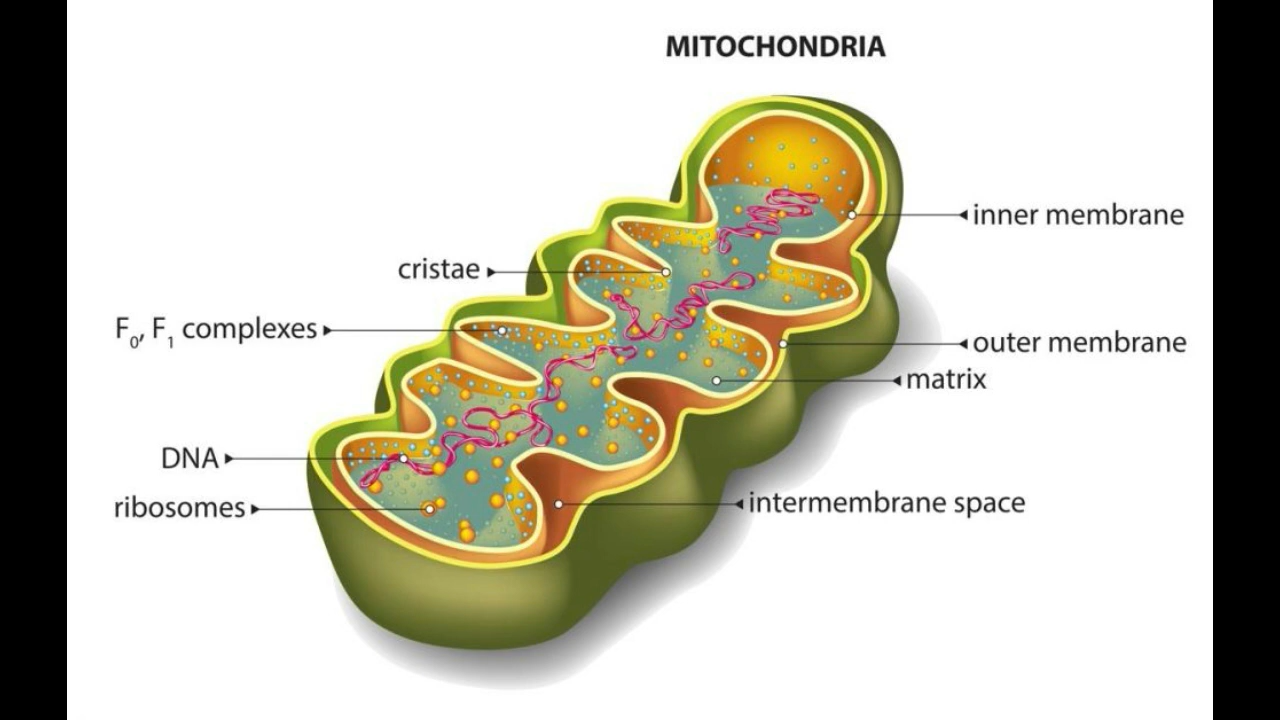 MITOCHONDRIA
inner membrane
cristae
F₀, F₁ complexes
outer membrane
matrix
DNA
ribosomes
intermembrane space